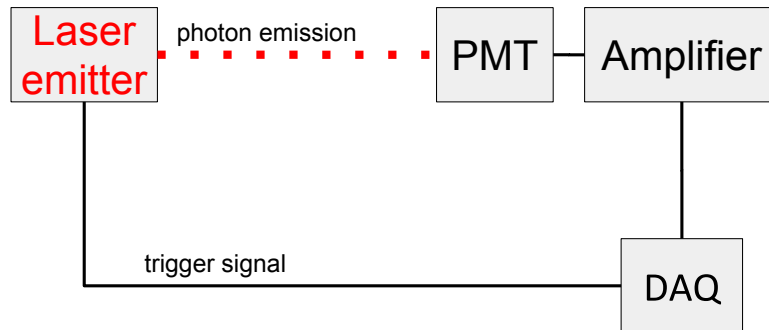 Laser
emitter
photon emission
PMT
Amplifier
trigger signal
DAQ